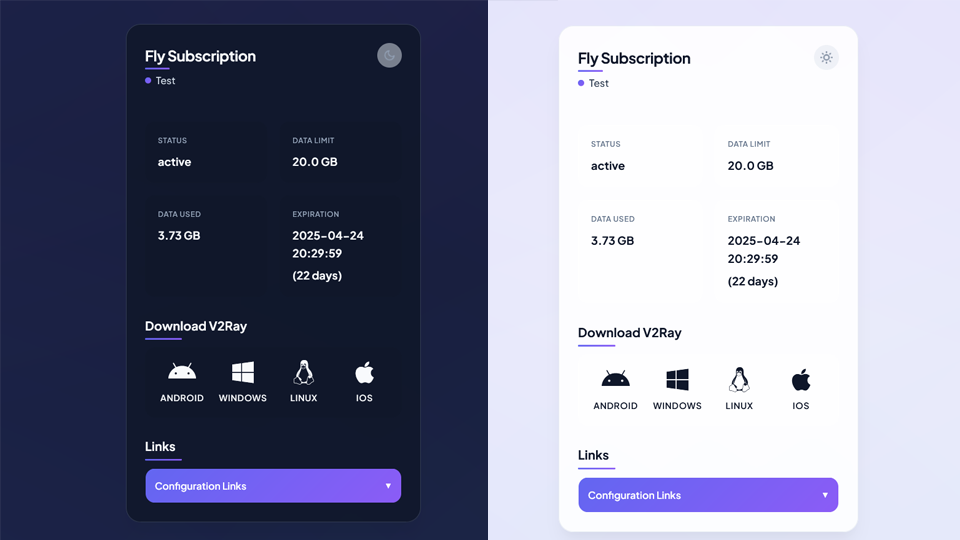 Fly Subscription
Test
STATUS
active
DATA LIMIT
20.0 GB
DATA USED
3.73 GB
EXPIRATION
2025-04-24
20:29:59
(22 days)
Download V2Ray
ANDROID
WINDOWS
LINUX
IOS
Links
Configuration Links
Fly Subscription
Test
STATUS
active
DATA LIMIT
20.0 GB
DATA USED
3.73 GB
EXPIRATION
2025-04-24
20:29:59
(22 days)
Download V2Ray
ANDROID
WINDOWS
LINUX
IOS
Links
Configuration Links